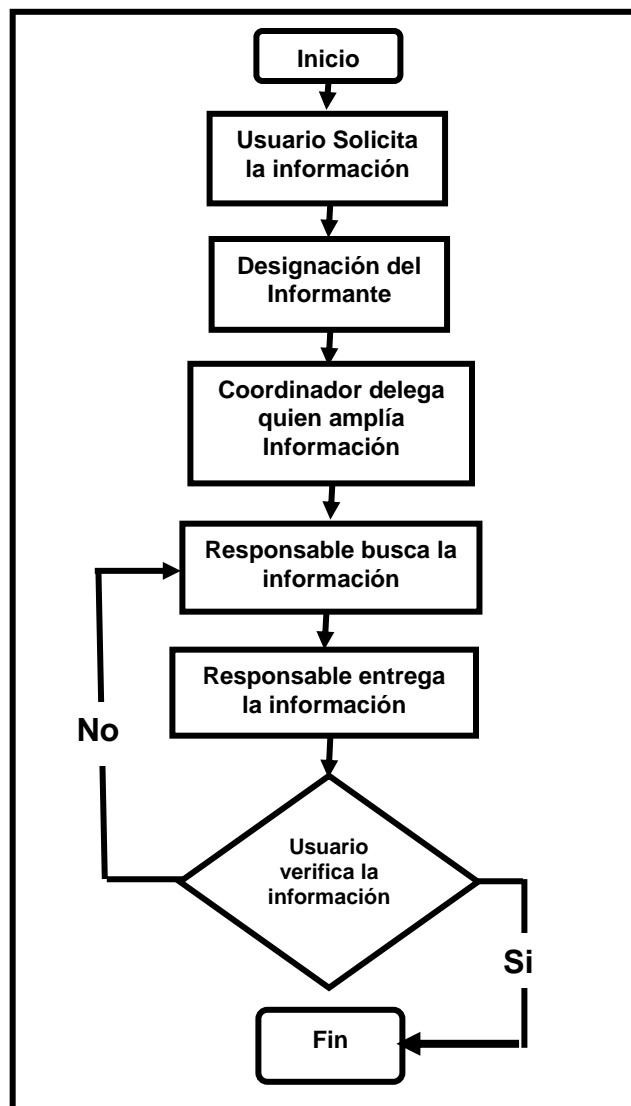 Inicio
Usuario Solicita
la información
Designación del
Informante
Coordinador delega
quien amplía
Información
Responsable busca la
información
Responsable entrega
la información
No
Usuario
verifica la
información
Si
Fin